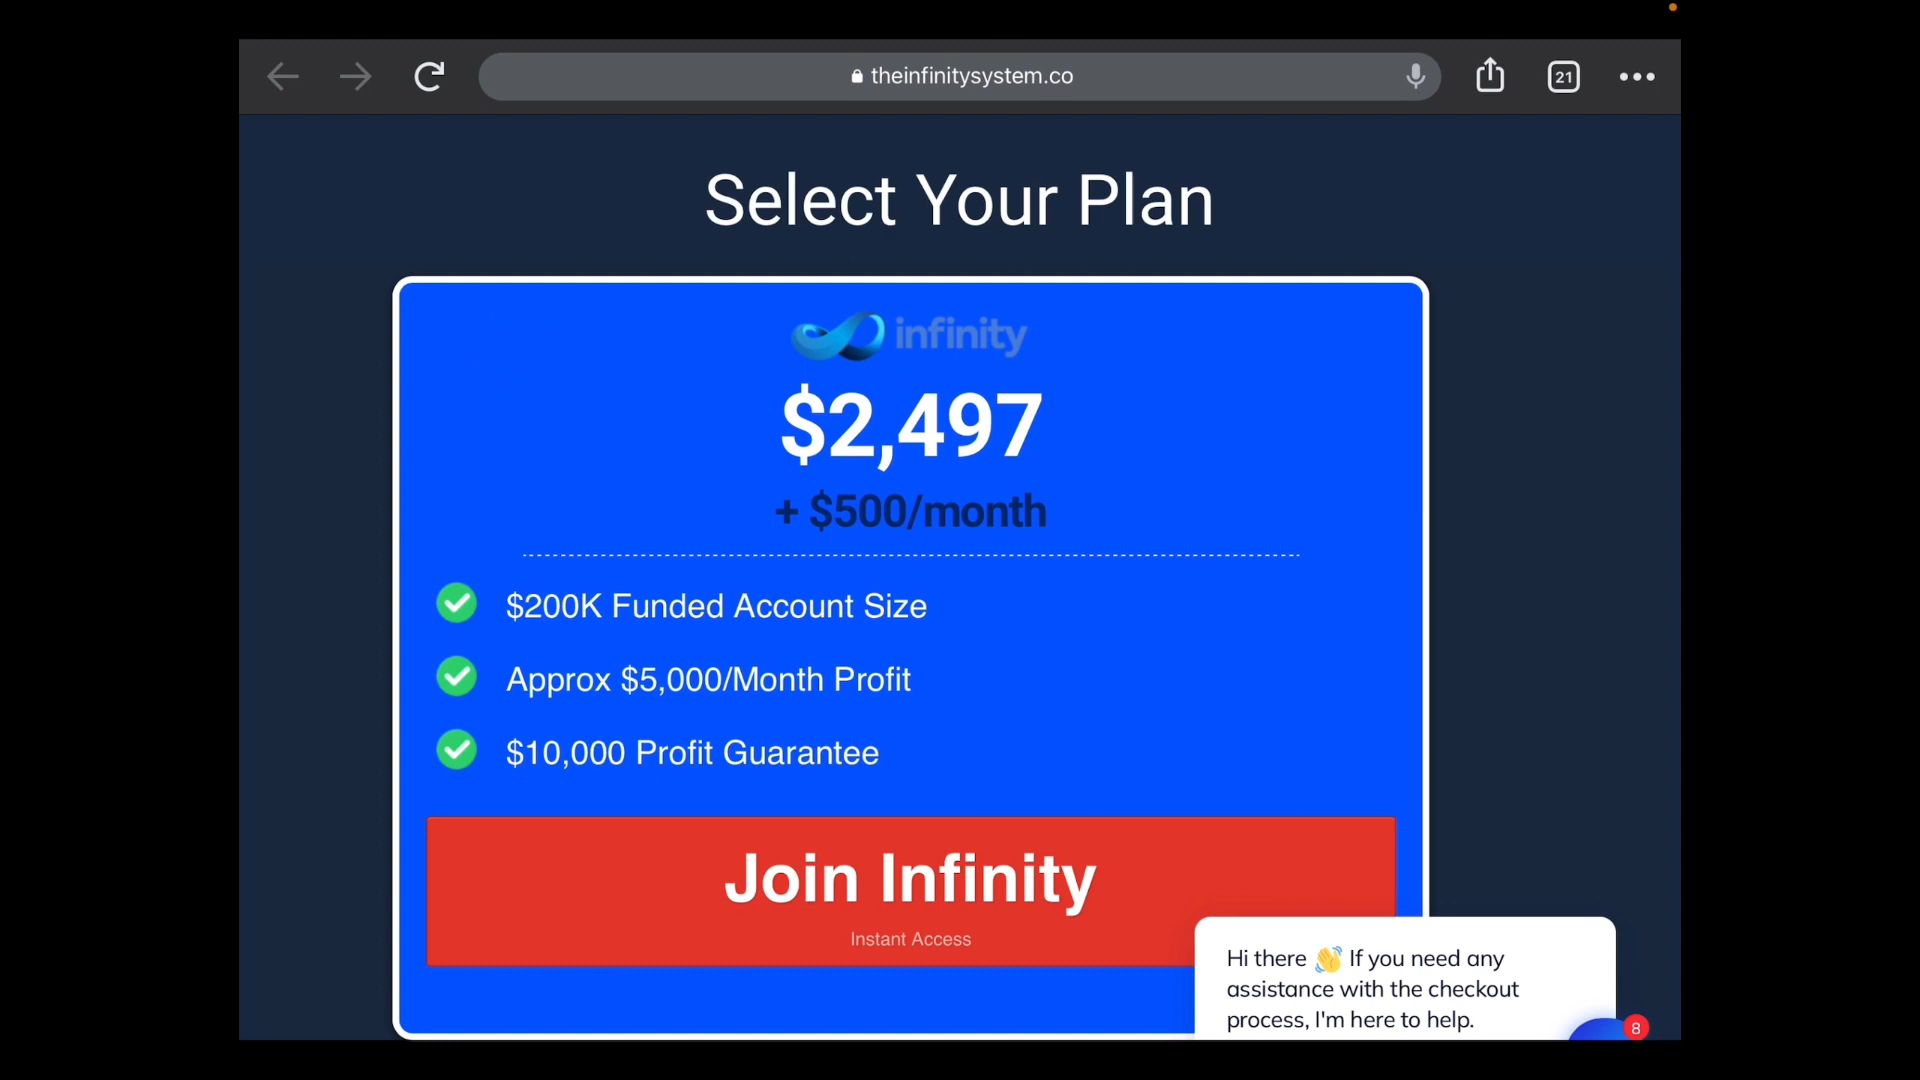 theinfinitysystem.co
21
Select Your Plan
infinity
$2,497
+ $500/month
$200K Funded Account Size
Approx $5,000/Month Profit
$10,000 Profit Guarantee
Join Infinity
Instant Access
Hi there 👋 If you need any
assistance with the checkout
process, I'm here to help.
8